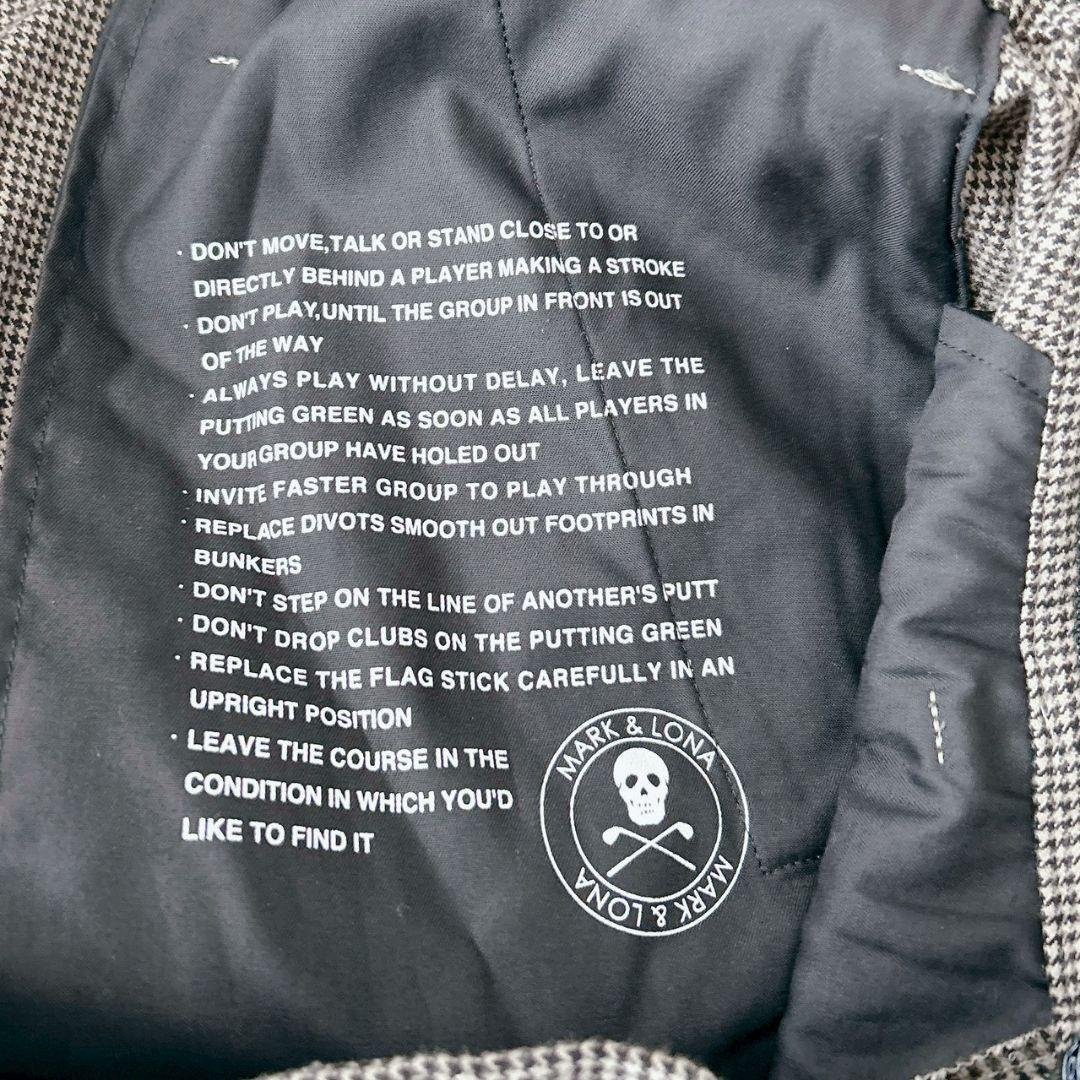 · DON'T MOVE,TALK OR STAND CLOSE TO OR
DIRECTLY BEHIND A PLAYER MAKING A STROKE
· DON'T PLAY,UNTIL THE GROUP IN FRONT IS OUT
OF THE WAY
· ALWAYS PLAY WITHOUT DELAY, LEAVE THE
PUTTING GREEN AS SOON AS ALL PLAYERS IN
YOUR GROUP HAVE HOLED OUT
· INVITE FASTER GROUP TO PLAY THROUGH
· REPLACE DIVOTS SMOOTH OUT FOOTPRINTS IN
BUNKERS
· DON'T STEP ON THE LINE OF ANOTHER'S PUTT
· DON'T DROP CLUBS ON THE PUTTING GREEN
· REPLACE THE FLAG STICK CAREFULLY IN AN
UPRIGHT POSITION
· LEAVE THE COURSE IN THE
CONDITION IN WHICH YOU'D
LIKE TO FIND IT
MARK & LONA
MARK & LONA